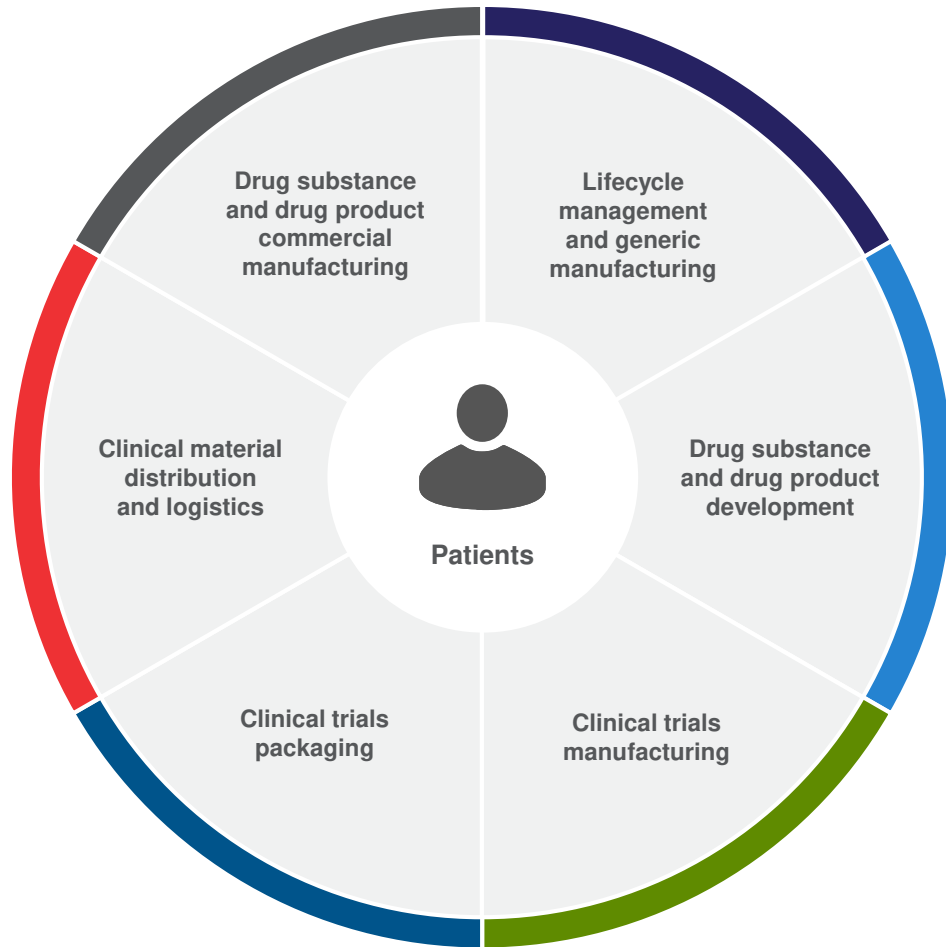 Drug substance
and drug product
commercial
manufacturing
Lifecycle
management
and generic
manufacturing
Clinical material
distribution
and logistics
Patients
Drug substance
and drug product
development
Clinical trials
packaging
Clinical trials
manufacturing